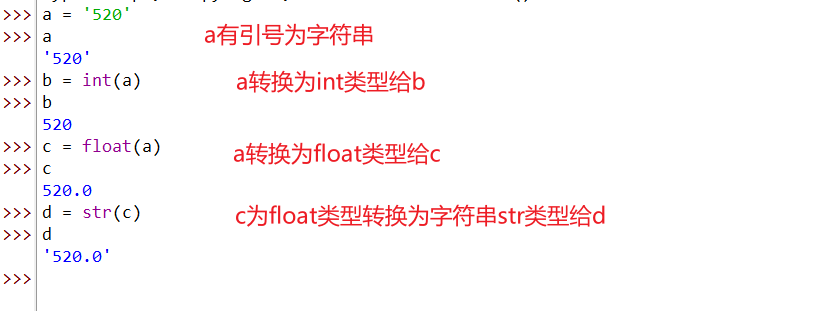 >>> a = '520'
>>> a
a有引号为字符串
'520'
>>> b = int(a)
a转换为int类型给b
>>> b
520
>>> c = float(a)
a转换为float类型给c
>>> c
520.0
>>> d = str(c)
c为float类型转换为字符串str类型给d
>>> d
'520.0'
>>>